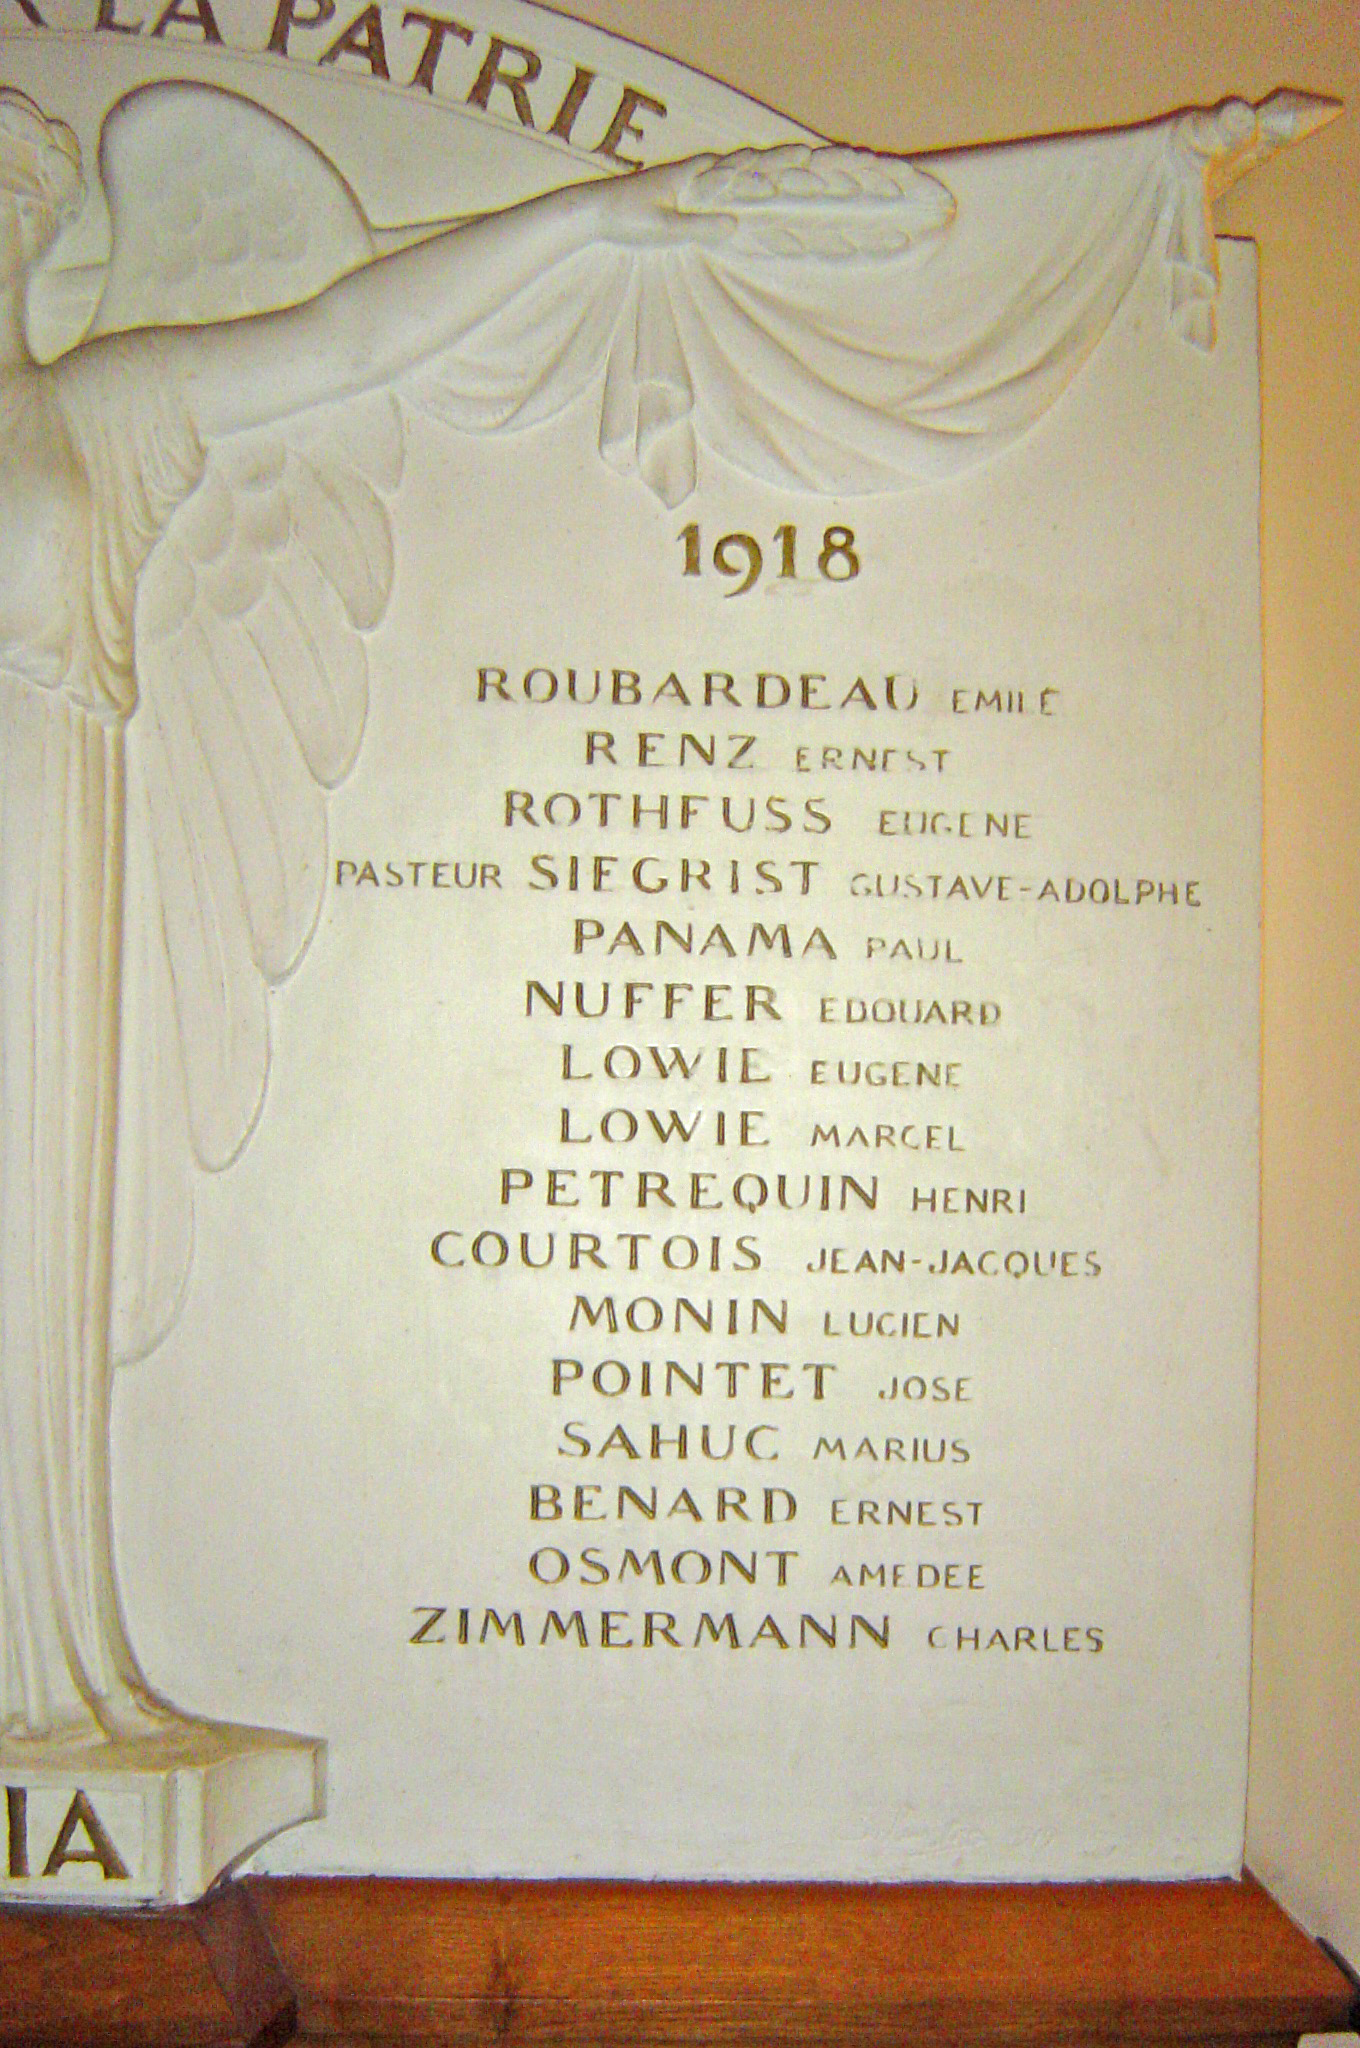 LA PATRIE
1918
ROUBARDEAU EMILE
RENZ ERNEST
ROTHFUSS EUGENE
PASTEUR SIEGRIST GUSTAVE-ADOLPHE
PANAMA PAUL
NUFFER EDOUARD
LOWIE EUGENE
LOWIE MARCEL
PETREQUIN HENRI
COURTOIS JEAN-JACQUES
MONIN LUCIEN
POINTET JOSE
SAHUC MARIUS
BENARD ERNEST
OSMONT AMEDEE
ZIMMERMANN CHARLES
IA